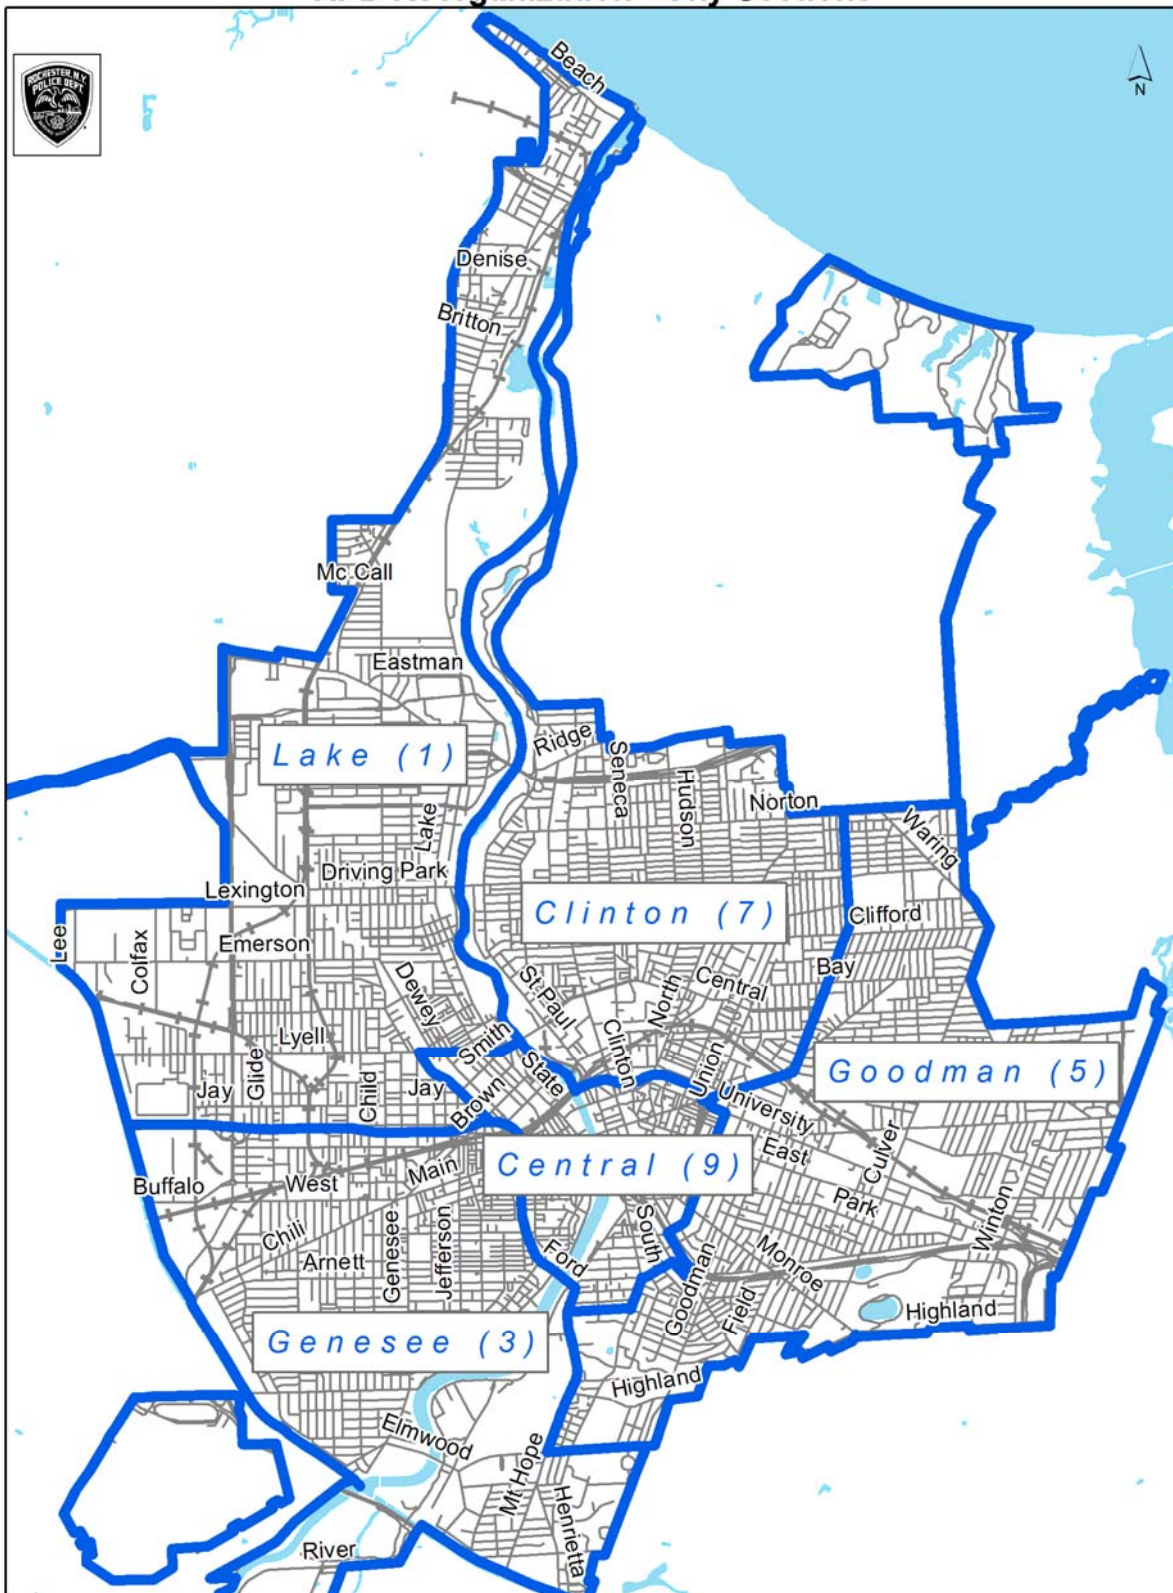 Beach
ROCHESTER, N.Y.
POLICE DEPT.
N
Denise
Britton
Mc Call
Eastman
Ridge
Lake (1)
Seneca
Hudson
Norton
Lake
Waring
Driving Park
Lexington
Clinton (7)
Clifford
Lee
Colfax
Emerson
Bay
Dewey
St Paul
North
Central
Lyell
Smith
Clinton
Glide
State
Union
Goodman (5)
Jay
Child
Jay
Brown
University
East
Culver
Central (9)
Main
Buffalo
West
Park
Winton
Chili
Genesee
Jefferson
South
Arnett
Ford
Goodman
Monroe
Field
Highland
Genesee (3)
Highland
Elmwood
Mt Hope
Henrietta
River